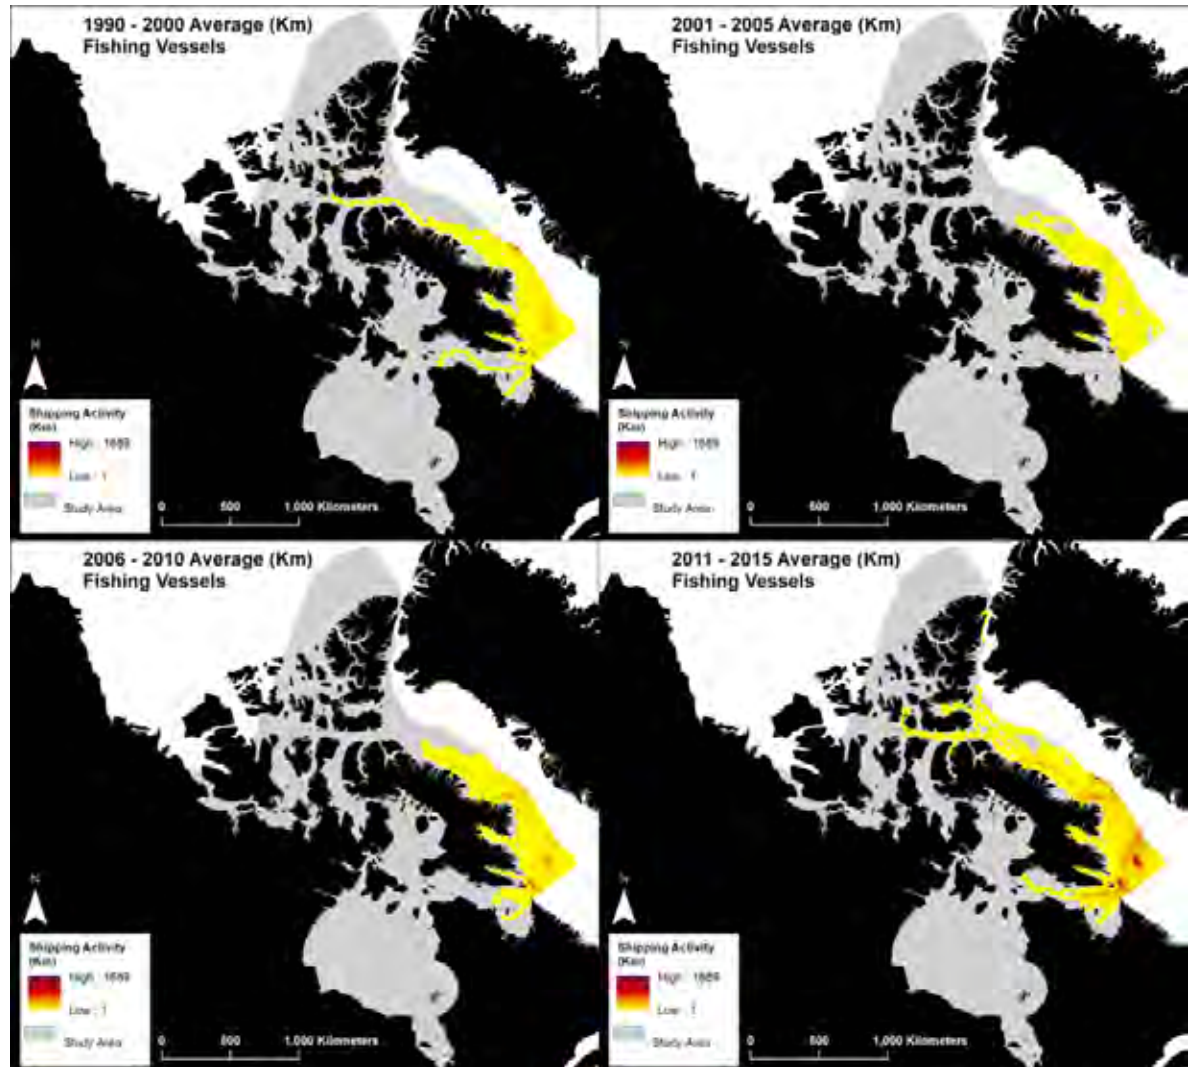 1990 - 2000 Average (Km)
Fishing Vessels
N
Shipping Activity
(Km)
High : 1689
Low : 1
Study Area
0 500 1,000 Kilometers
2001 - 2005 Average (Km)
Fishing Vessels
N
Shipping Activity
(Km)
High : 1689
Low : 1
Study Area
0 500 1,000 Kilometers
2006 - 2010 Average (Km)
Fishing Vessels
N
Shipping Activity
(Km)
High : 1689
Low : 1
Study Area
0 500 1,000 Kilometers
2011 - 2015 Average (Km)
Fishing Vessels
N
Shipping Activity
(Km)
High : 1689
Low : 1
Study Area
0 500 1,000 Kilometers